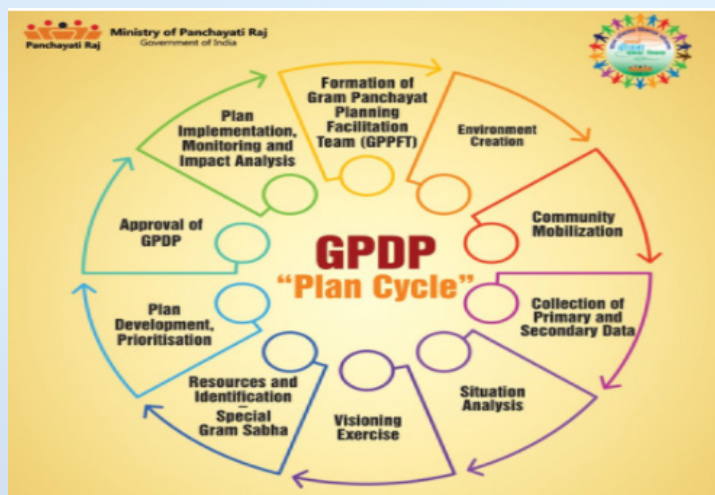 Panchayati Raj
Ministry of Panchayati Raj
Government of India
Formation of
Gram Panchayat
Planning
Facilitation
Team (GPPFT)
Environment
Creation
Community
Mobilization
Collection of
Primary and
Secondary Data
Situation
Analysis
Visioning
Exercise
Resources and
Identification
–
Special
Gram Sabha
Plan
Development,
Prioritisation
Approval of
GPDP
Plan
Implementation,
Monitoring and
Impact Analysis
GPDP
“Plan Cycle”